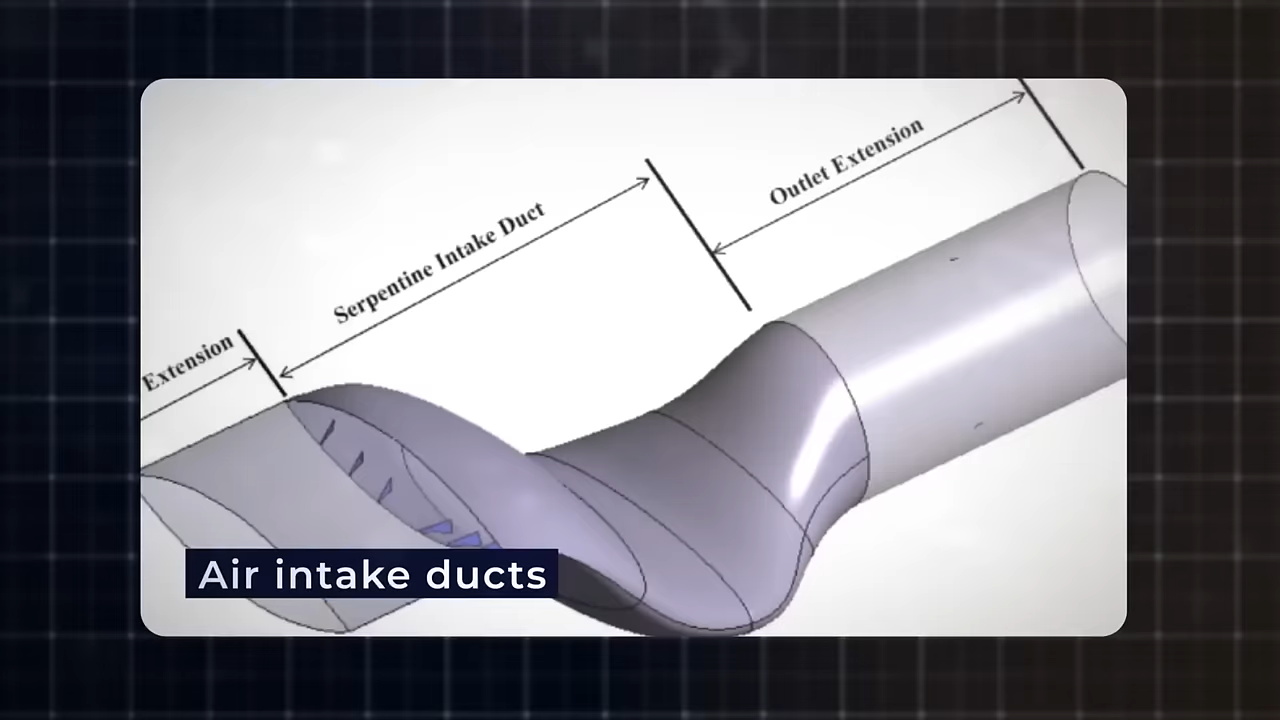 Outlet Extension
Serpentine Intake Duct
Extension
Air intake ducts